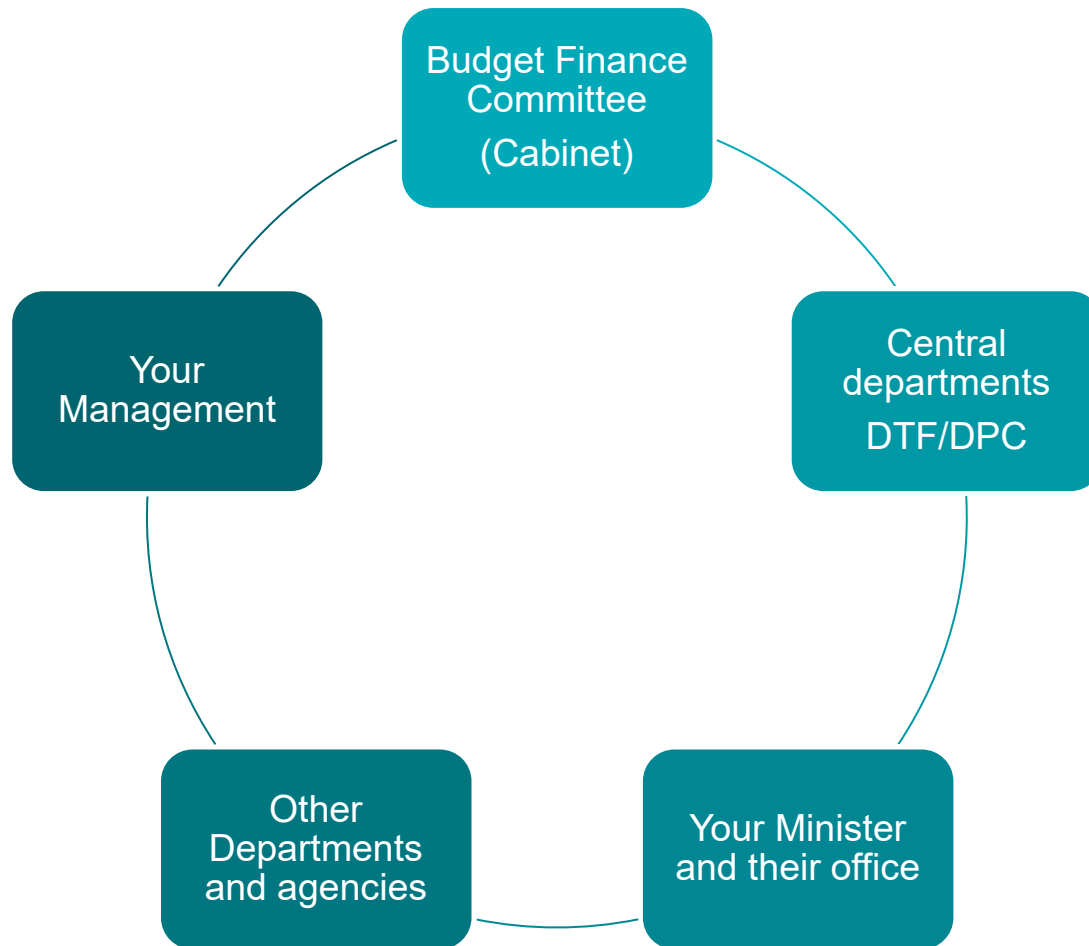 Budget Finance
Committee
(Cabinet)
Central
departments
DTF/DPC
Your Minister
and their office
Other
Departments
and agencies
Your
Management